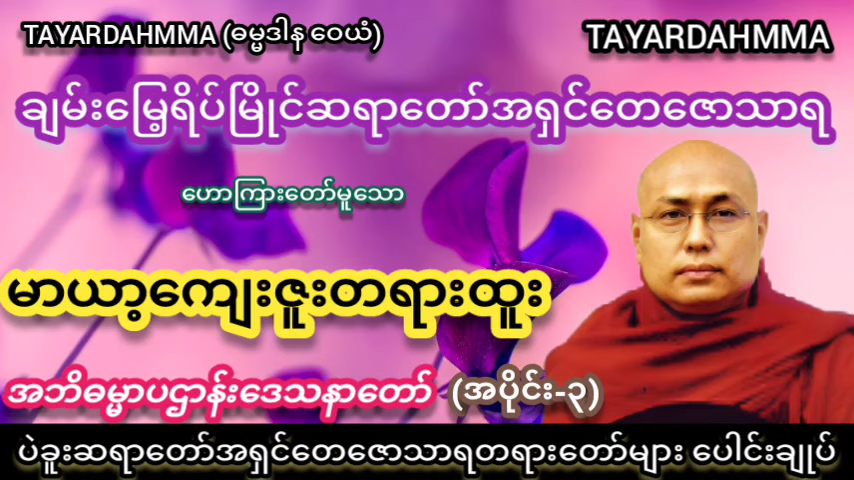 TAYARDAHMMA (ဓမ္မဒါန ဝေယံ)
TAYARDAHMMA
ချမ်းမြေ့ရိပ်မြိုင်ဆရာတော်အရှင်တေဇောသာရ
ဟောကြားတော်မူသော
မာယာ့ကျေးဇူးတရားထူး
အဘိဓမ္မာပဋ္ဌာန်းဒေသနာတော် (အပိုင်း-၃)
ပဲခူးဆရာတော်အရှင်တေဇောသာရတရားတော်များ ပေါင်းချုပ်